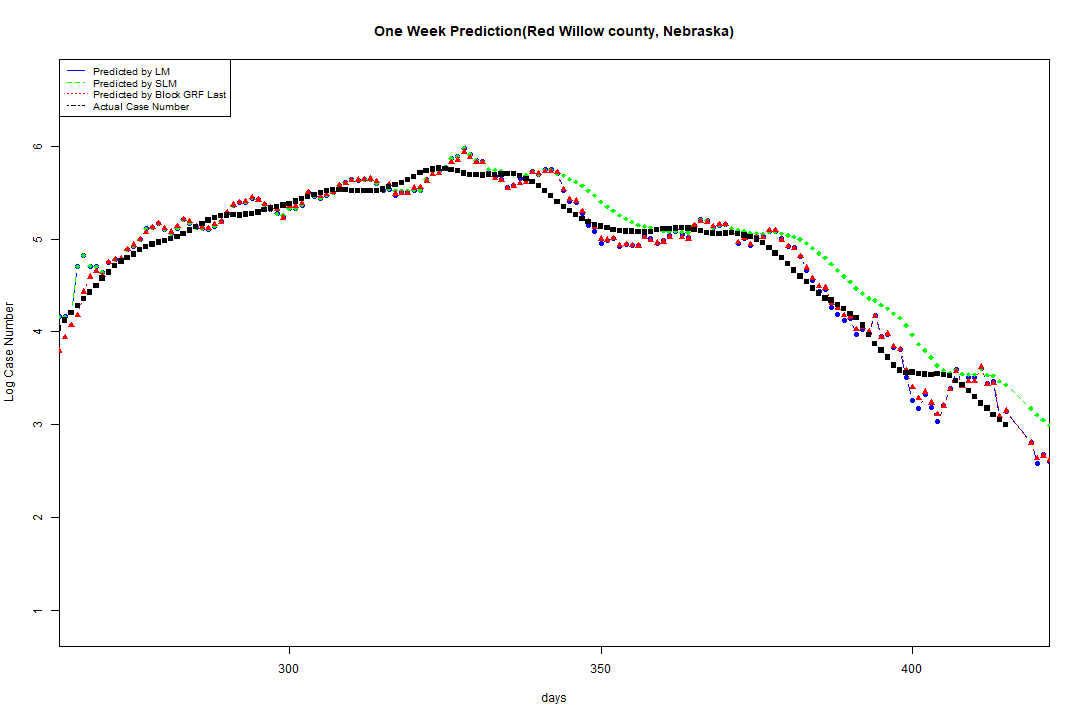 One Week Prediction(Red Willow county, Nebraska)
Predicted by LM
Predicted by SLM
Predicted by Block GRF Last
Actual Case Number
6
5
4
3
2
1
Log Case Number
300 350 400
days